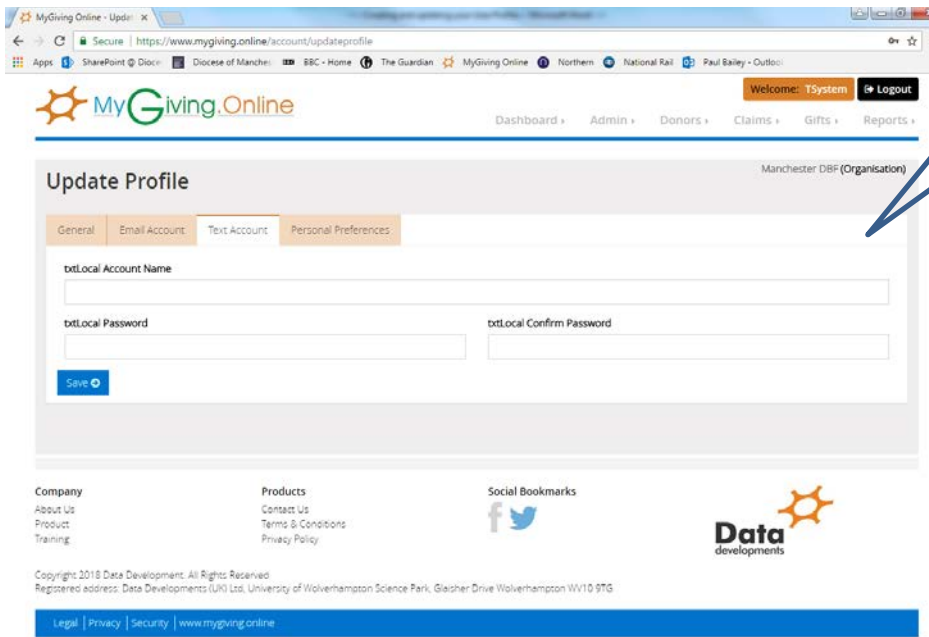 MyGiving Online - Updat
Secure | https://www.mygiving.online/account/updateprofile
Apps SharePoint @ Dioce Diocese of Manches BBC - Home The Guardian MyGiving Online Northern National Rail Paul Bailey - Outloo
Welcome: TSystem Logout
MyGiving.Online
Dashboard Admin Donors Claims Gifts Reports
Manchester DBF (Organisation)
Update Profile
General Email Account Text Account Personal Preferences
txtLocal Account Name
txtLocal Password txtLocal Confirm Password
Save
Company Products Social Bookmarks
About Us Contact Us
Product Terms & Conditions
Training Privacy Policy
Data
developments
Copyright 2018 Data Development. All Rights Reserved
Registered address: Data Developments (UK) Ltd, University of Wolverhampton Science Park, Glaisher Drive Wolverhampton WV10 9TG
Legal | Privacy | Security | www.mygiving.online